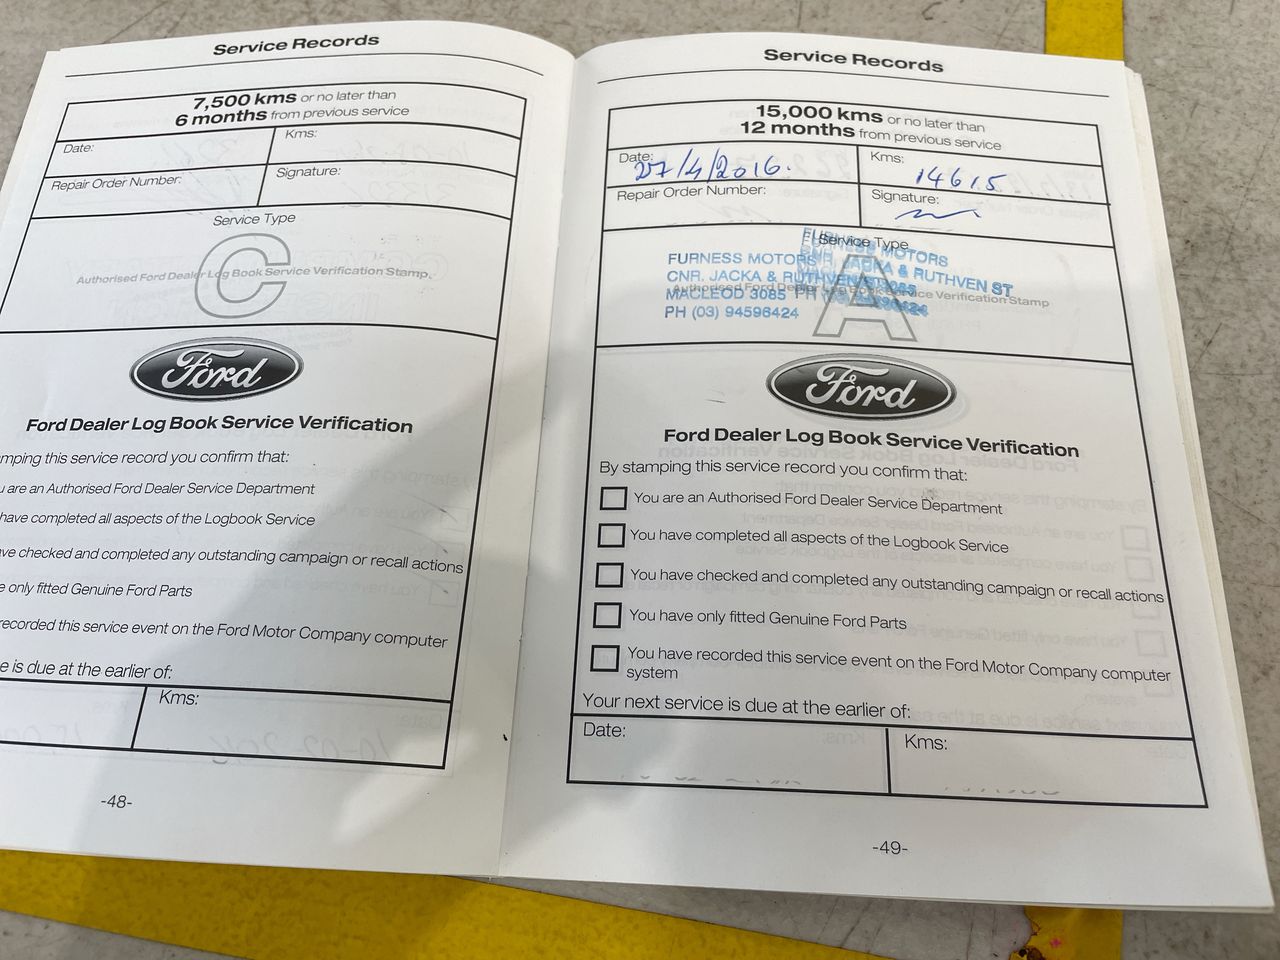 Service Records
7,500 kms or no later than
6 months from previous service
Date:
Kms:
Repair Order Number:
Signature:
Service Type
C
Authorised Ford Dealer Log Book Service Verification Stamp
Ford
Ford Dealer Log Book Service Verification
mping this service record you confirm that:
u are an Authorised Ford Dealer Service Department
have completed all aspects of the Logbook Service
ve checked and completed any outstanding campaign or recall actions
e only fitted Genuine Ford Parts
recorded this service event on the Ford Motor Company computer
e is due at the earlier of:
Kms:
-48-
Service Records
15,000 kms or no later than
12 months from previous service
Date: 27/4/2016.
Kms: 14615
Repair Order Number:
Signature:
Service Type
A
Authorised Ford Dealer Log Book Service Verification Stamp
FURNESS MOTORS
CNR. JACKA & RUTHVEN ST
MACLEOD 3085
PH (03) 94596424
FURNESS MOTORS
CNR. JACKA & RUTHVEN ST
Ford
Ford Dealer Log Book Service Verification
By stamping this service record you confirm that:
You are an Authorised Ford Dealer Service Department
You have completed all aspects of the Logbook Service
You have checked and completed any outstanding campaign or recall actions
You have only fitted Genuine Ford Parts
You have recorded this service event on the Ford Motor Company computer
system
Your next service is due at the earlier of:
Date:
Kms:
-49-